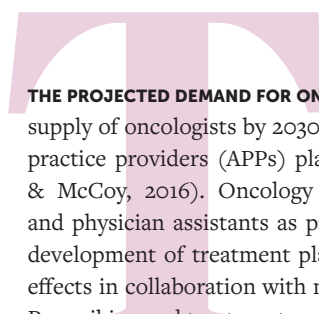 T
THE PROJECTED DEMAND FOR ON
supply of oncologists by 2030
practice providers (APPs) pla
& McCoy, 2016). Oncology
and physician assistants as p
development of treatment pla
effects in collaboration with